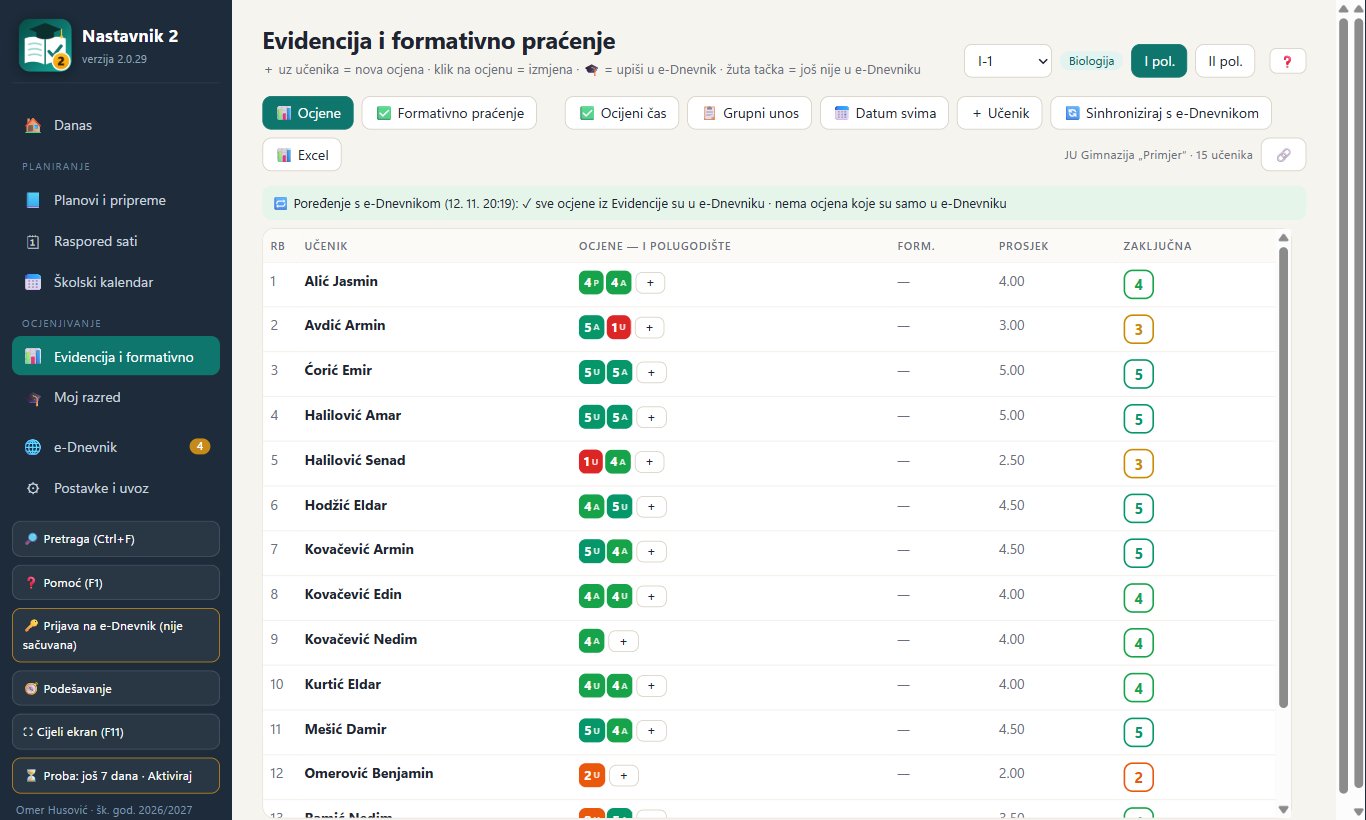 Nastavnik 2
verzija 2.0.29
Danas
PLANIRANJE
Planovi i pripreme
Raspored sati
Školski kalendar
OCJENJIVANJE
Evidencija i formativno
Moj razred
e-Dnevnik 4
Postavke i uvoz
Pretraga (Ctrl+F)
Pomoć (F1)
Prijava na e-Dnevnik (nije
sačuvana)
Podešavanje
Cijeli ekran (F11)
Proba: još 7 dana · Aktiviraj
Omer Husović · šk. god. 2026/2027
Evidencija i formativno praćenje
+ uz učenika = nova ocjena · klik na ocjenu = izmjena · 🎓 = upiši u e-Dnevnik · žuta tačka = još nije u e-Dnevniku
I-1 Biologija I pol. II pol. ❓
Ocjene Formativno praćenje Ocijeni čas Grupni unos Datum svima + Učenik Sinhroniziraj s e-Dnevnikom
Excel JU Gimnazija „Primjer" · 15 učenika
Poređenje s e-Dnevnikom (12. 11. 20:19): ✓ sve ocjene iz Evidencije su u e-Dnevniku · nema ocjena koje su samo u e-Dnevniku
RB UČENIK OCJENE — I POLUGODIŠTE FORM. PROSJEK ZAKLJUČNA
1 Alić Jasmin 4P 4A + — 4.00 4
2 Avdić Armin 5A 1U + — 3.00 3
3 Ćorić Emir 5U 5A + — 5.00 5
4 Halilović Amar 5U 5A + — 5.00 5
5 Halilović Senad 1U 4A + — 2.50 3
6 Hodžić Eldar 4A 5U + — 4.50 5
7 Kovačević Armin 5U 4A + — 4.50 5
8 Kovačević Edin 4A 4U + — 4.00 4
9 Kovačević Nedim 4A + — 4.00 4
10 Kurtić Eldar 4U 4A + — 4.00 4
11 Mešić Damir 5U 4A + — 4.50 5
12 Omerović Benjamin 2U + — 2.00 2